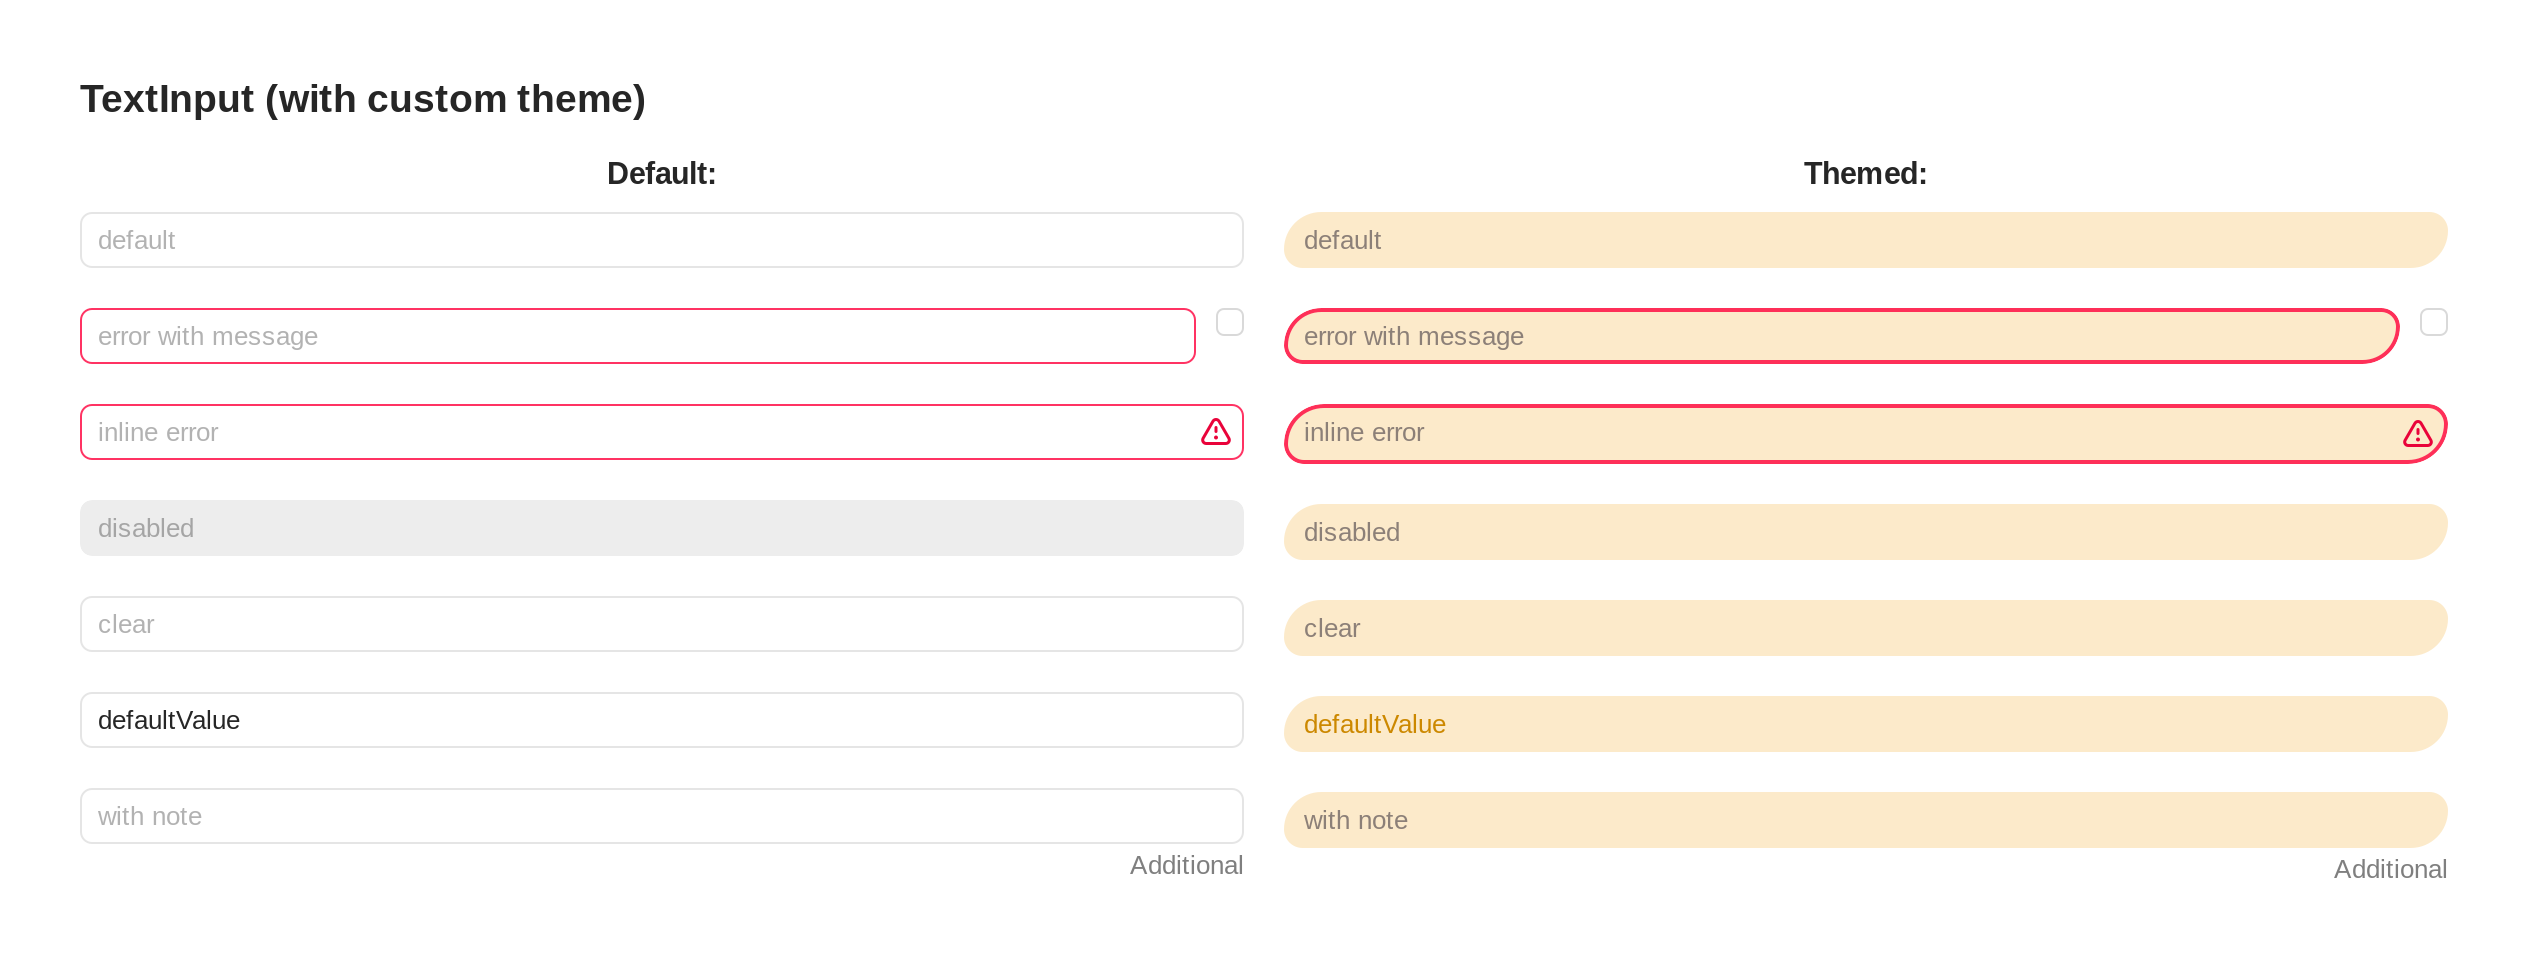 TextInput (with custom theme)
Default:
Themed:
default
default
error with message
error with message
inline error
inline error
disabled
disabled
clear
clear
defaultValue
defaultValue
with note
with note
Additional
Additional